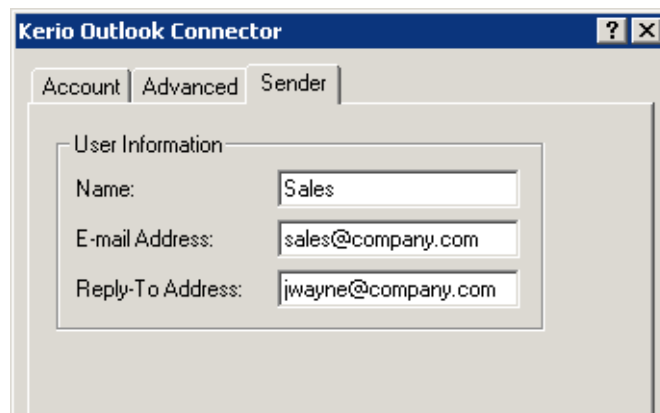 Kerio Outlook Connector
Account Advanced Sender
User Information
Name: Sales
E-mail Address: sales@company.com
Reply-To Address: jwayne@company.com